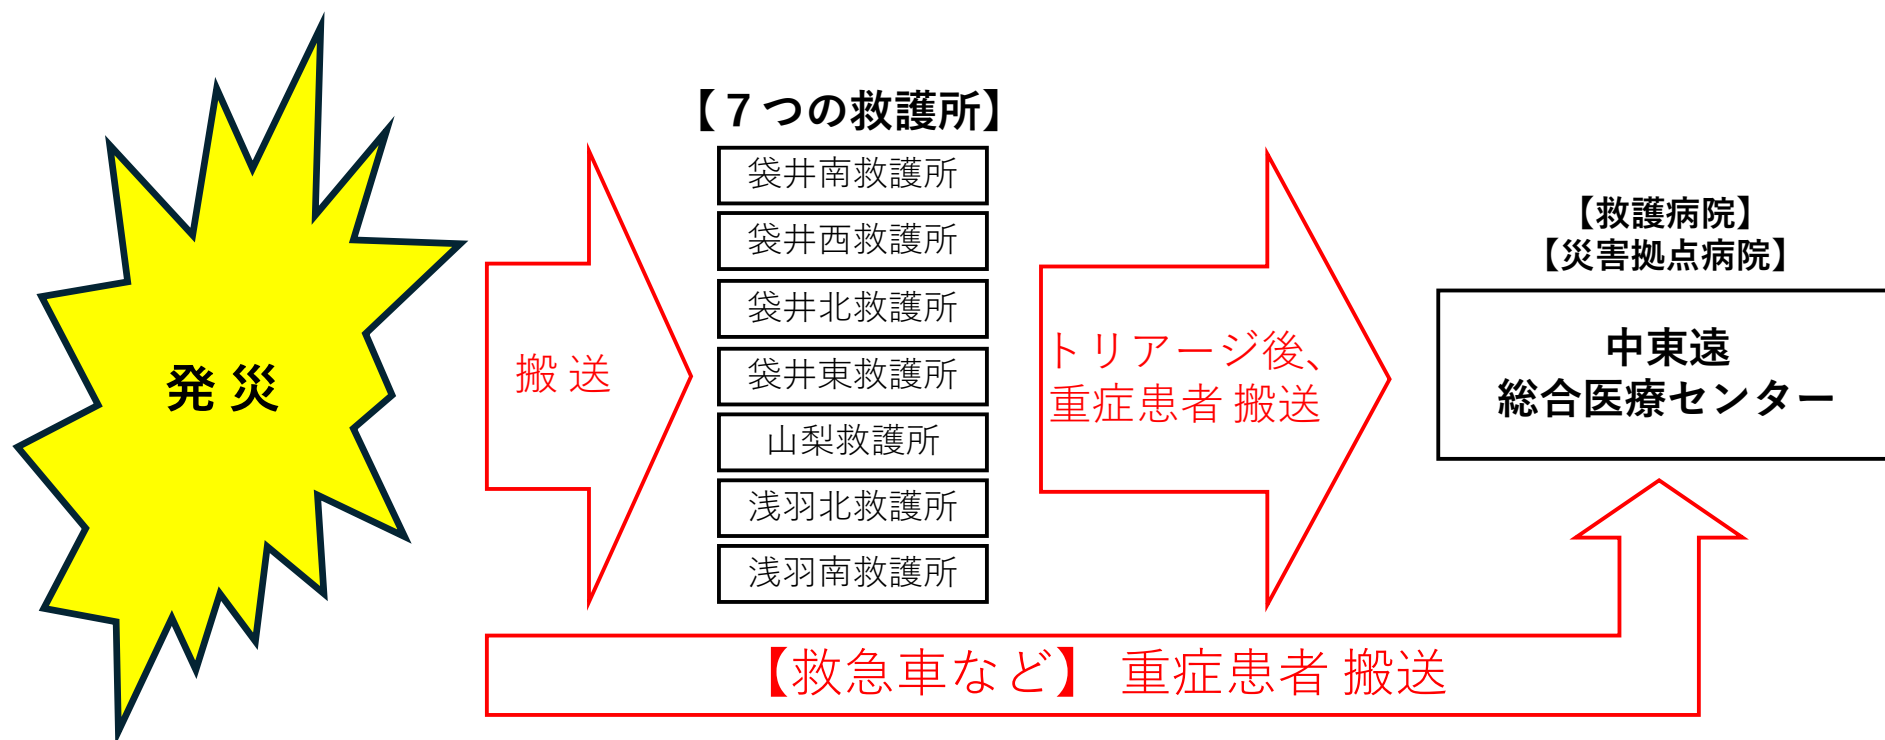 発 災
搬 送
【７つの救護所】
袋井南救護所
袋井西救護所
袋井北救護所
袋井東救護所
山梨救護所
浅羽北救護所
浅羽南救護所
トリアージ後、
重症患者 搬送
【救護病院】
【災害拠点病院】
中東遠
総合医療センター
【救急車など】 重症患者 搬送